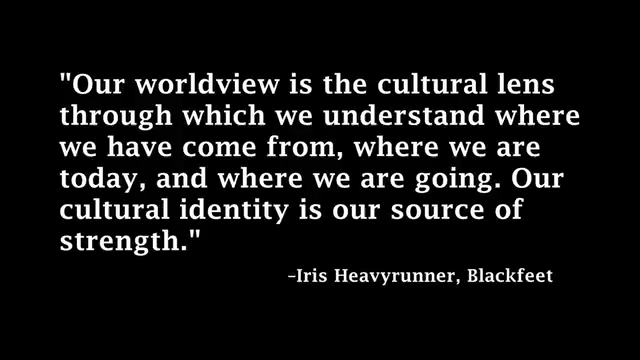 "Our worldview is the cultural lens
through which we understand where
we have come from, where we are
today, and where we are going. Our
cultural identity is our source of
strength."
–Iris Heavyrunner, Blackfeet